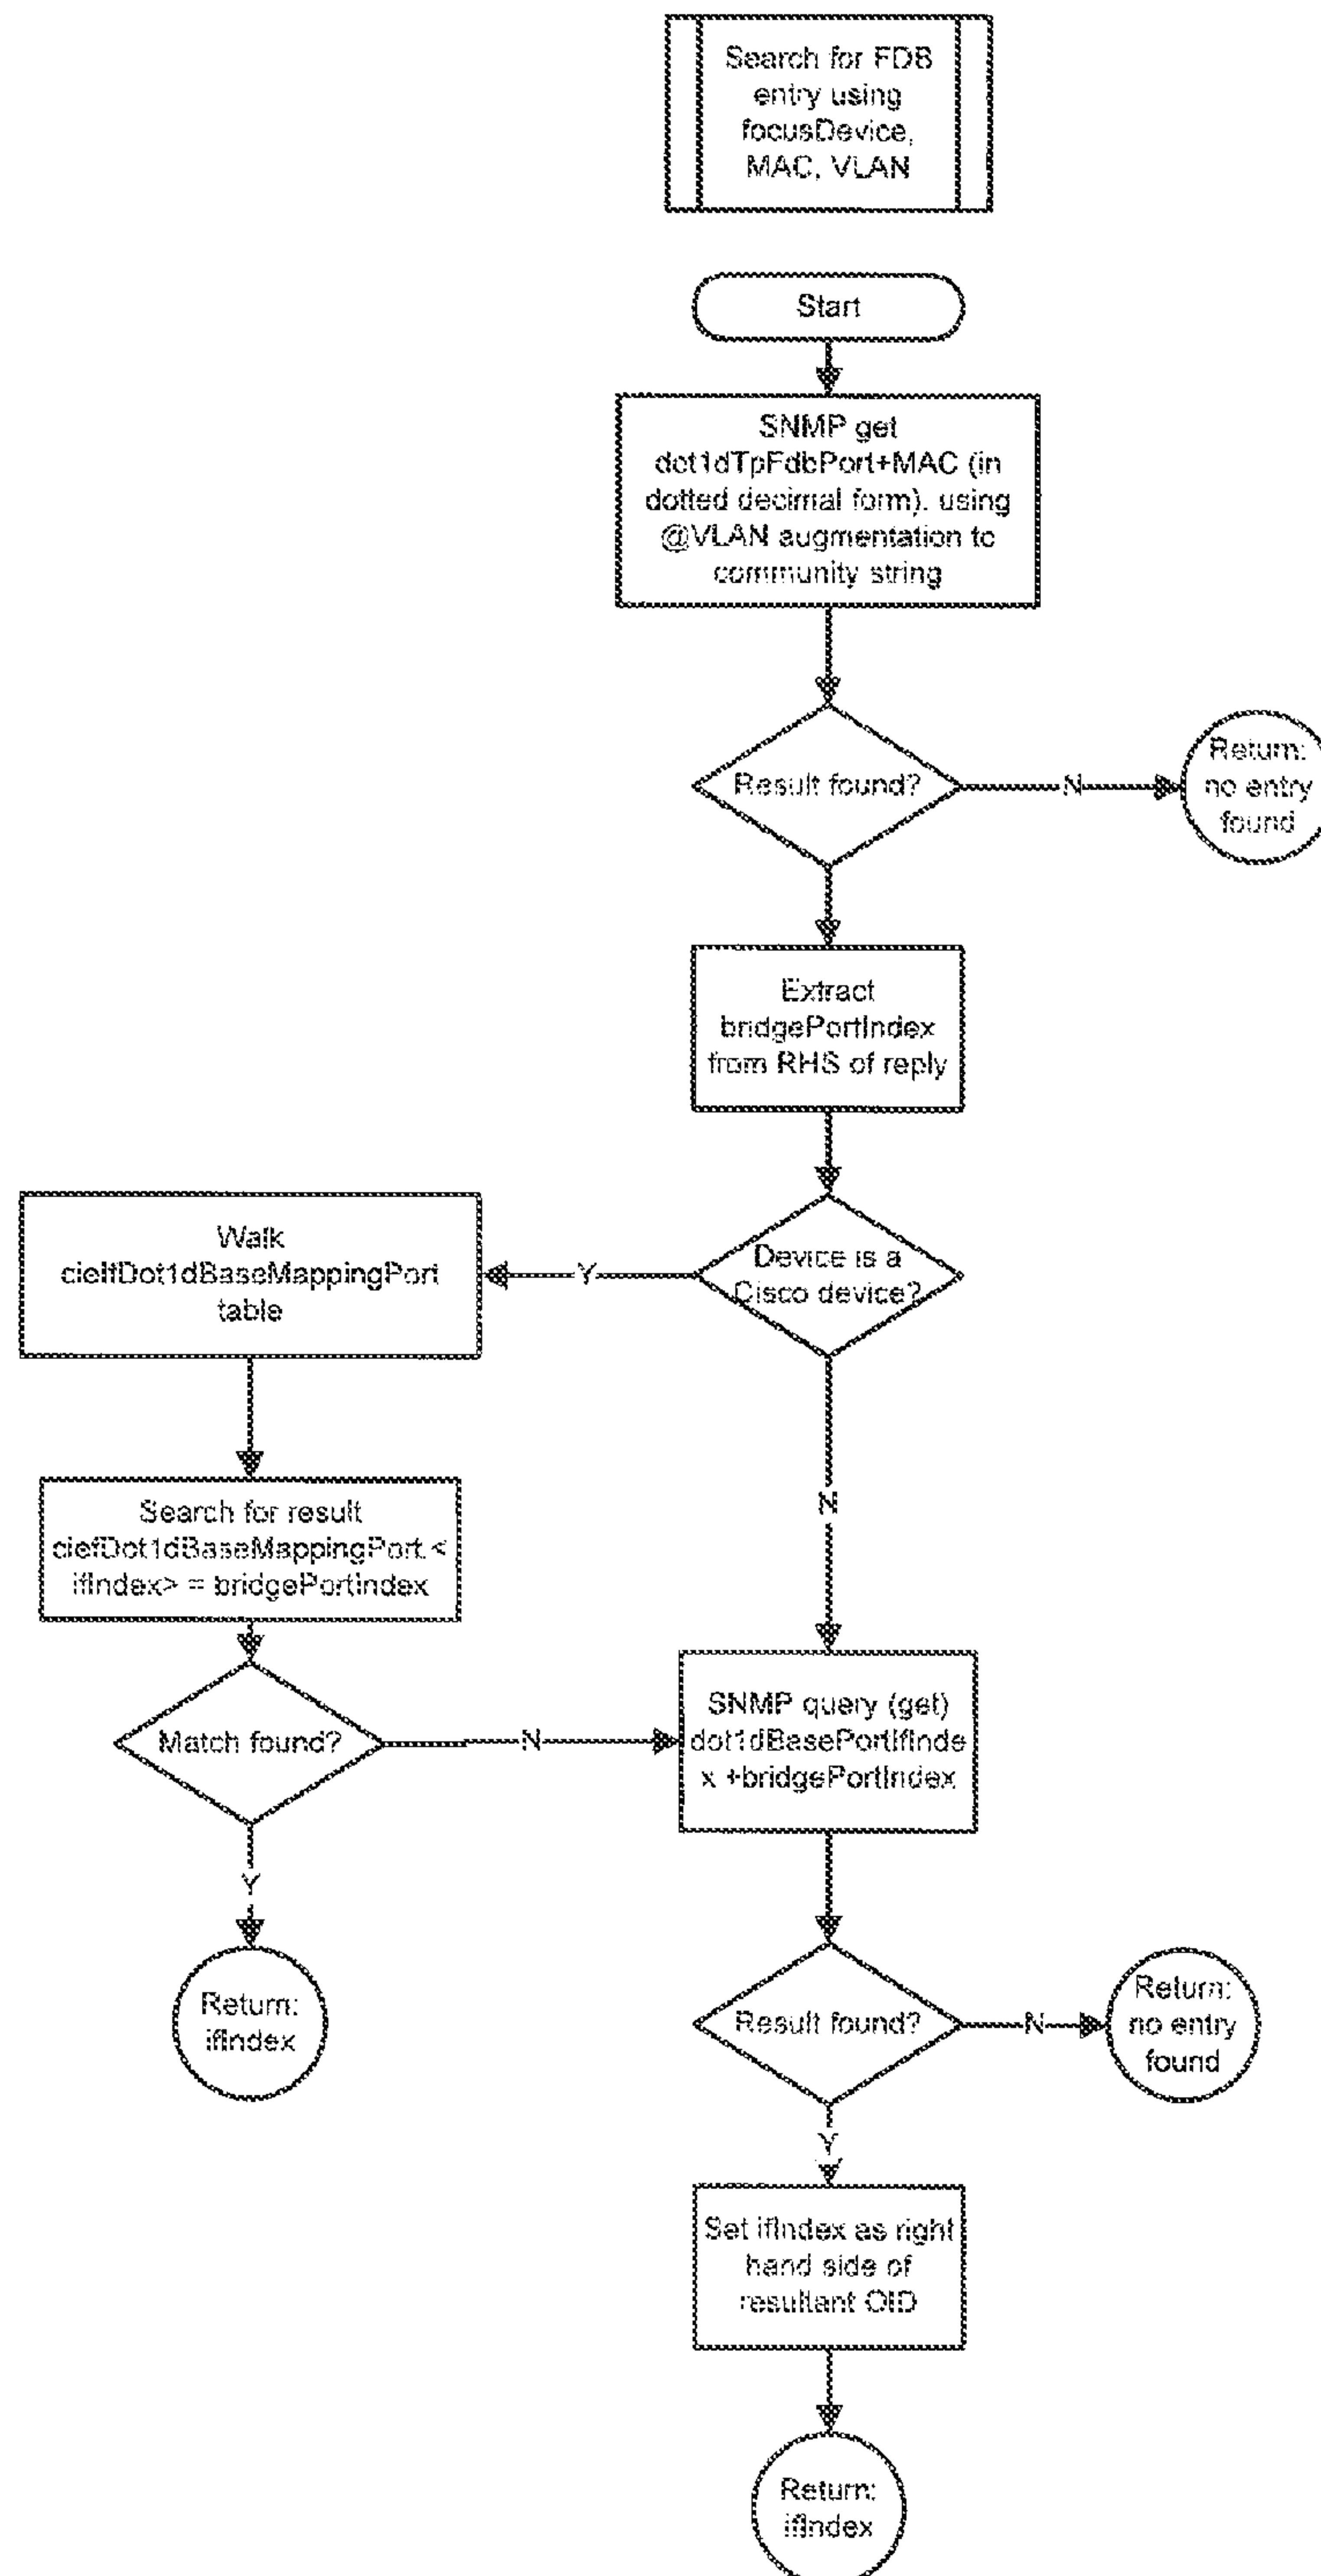 Search for FDB
entry using
focusDevice,
MAC, VLAN
Start
SNMP get
dot1dTpFdbPort+MAC (in
dotted decimal form), using
@VLAN augmentation to
community string
Result found?
N
Return:
no entry
found
Extract
bridgePortIndex
from RHS of reply
Device is a
Cisco device?
Y
Walk
cieIfDot1dBaseMappingPort
table
N
Search for result
ciefDot1dBaseMappingPort.<
ifIndex> = bridgePortIndex
Match found?
N
SNMP query (get)
dot1dBasePortIfInde
x +bridgePortIndex
Y
Return:
ifIndex
Result found?
N
Return:
no entry
found
Y
Set ifIndex as right
hand side of
resultant OID
Return:
ifIndex